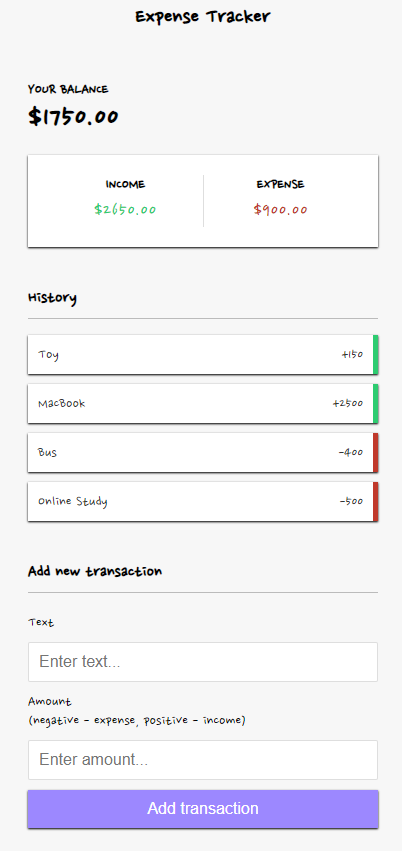 Expense Tracker
YOUR BALANCE
$1750.00
INCOME EXPENSE
$2650.00 $900.00
History
Toy +150
MacBook +2500
Bus -400
Online Study -500
Add new transaction
Text
Enter text...
Amount
(negative - expense, positive - income)
Enter amount...
Add transaction